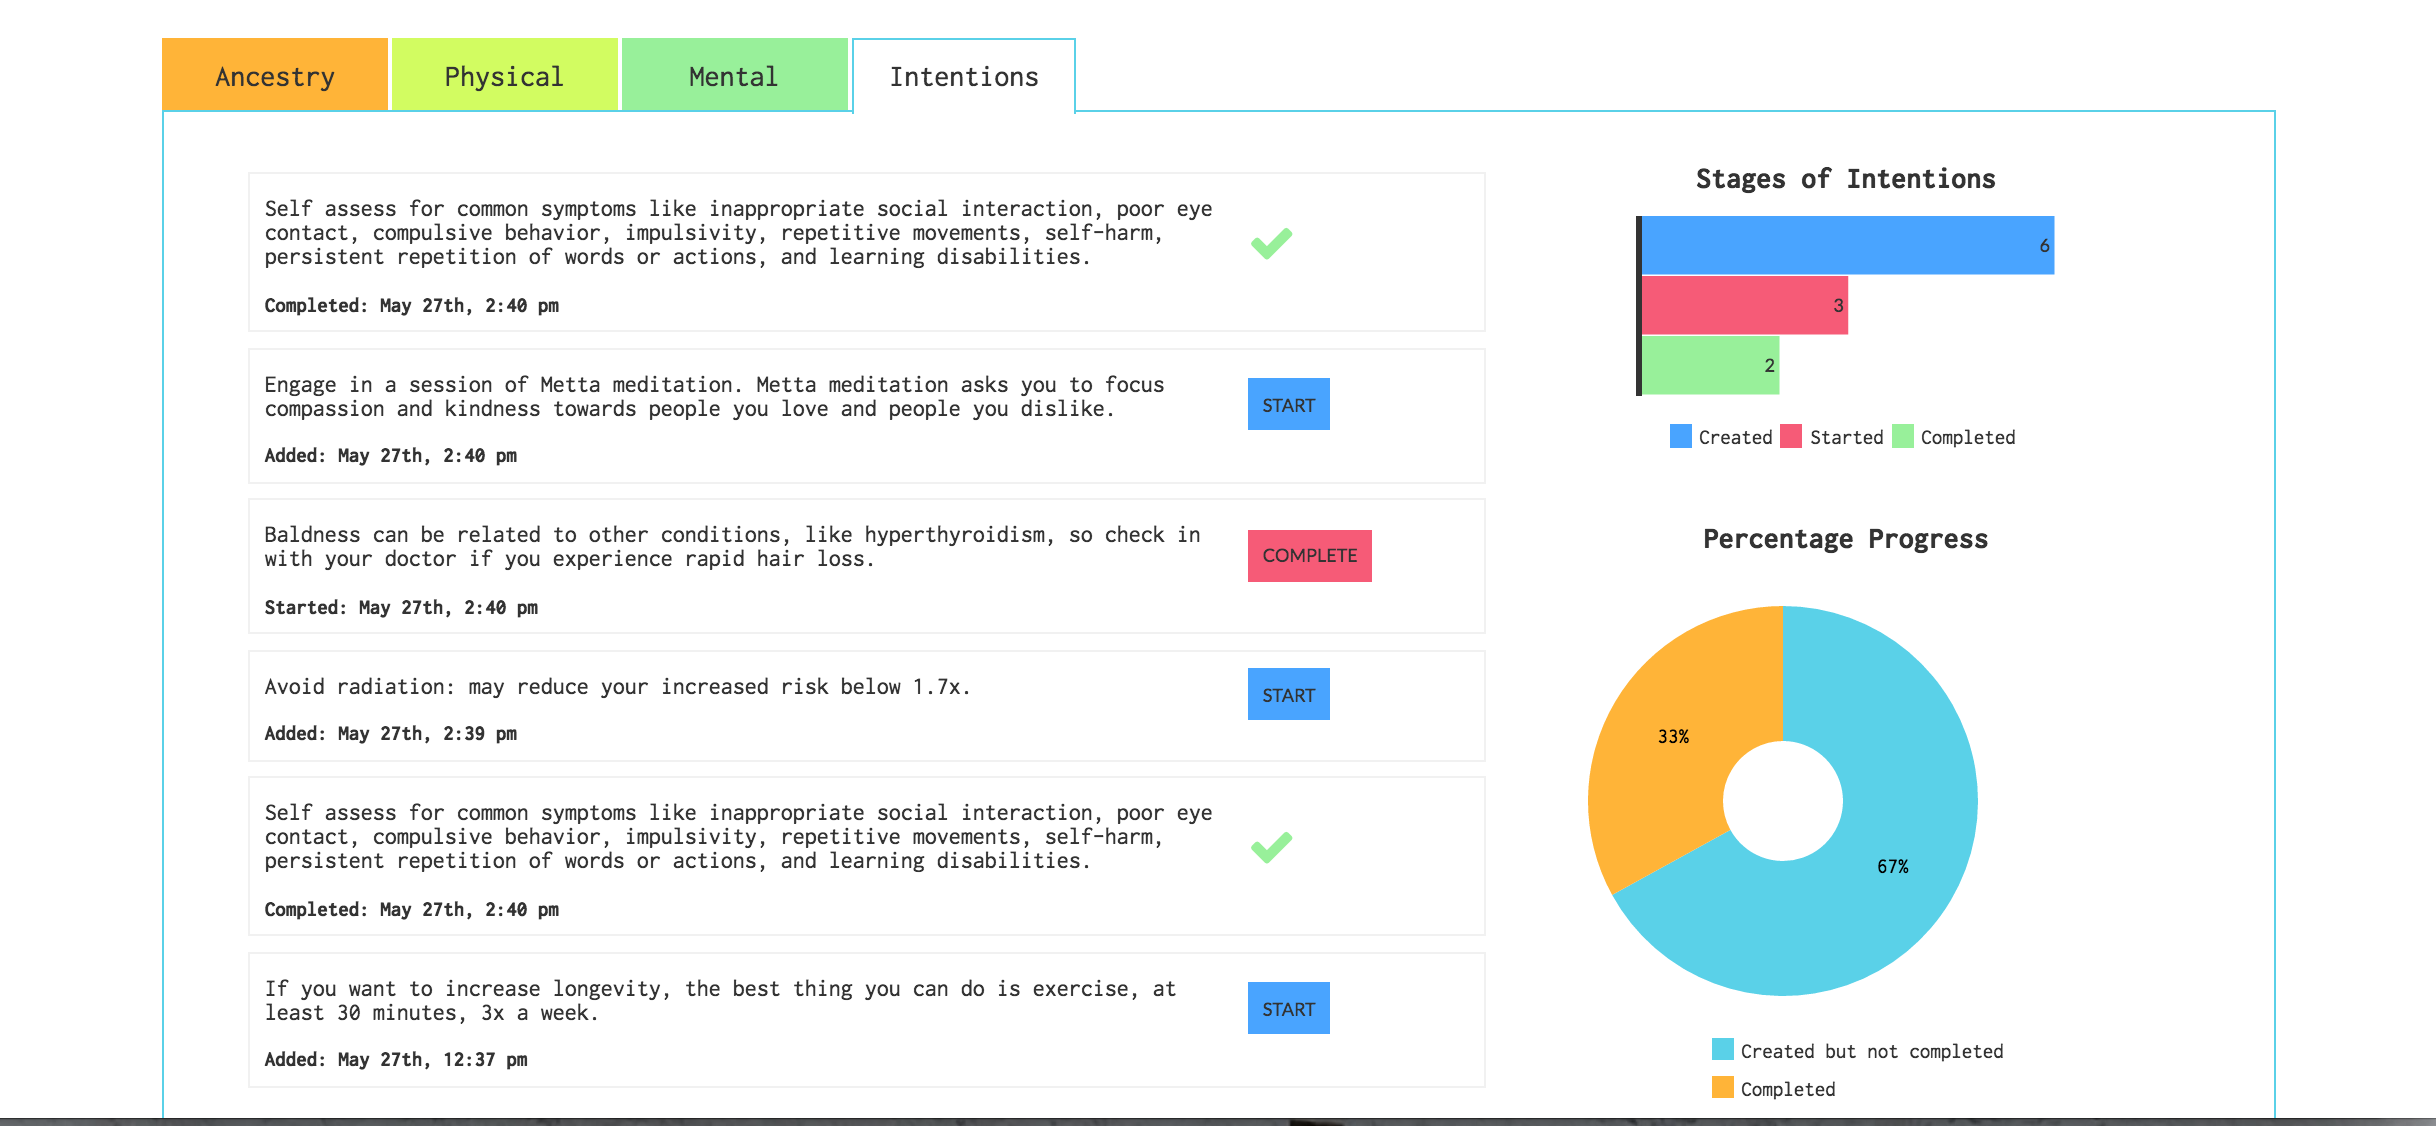 Ancestry
Physical
Mental
Intentions
Self assess for common symptoms like inappropriate social interaction, poor eye
contact, compulsive behavior, impulsivity, repetitive movements, self-harm,
persistent repetition of words or actions, and learning disabilities.
Completed: May 27th, 2:40 pm
Engage in a session of Metta meditation. Metta meditation asks you to focus
compassion and kindness towards people you love and people you dislike.
START
Added: May 27th, 2:40 pm
Baldness can be related to other conditions, like hyperthyroidism, so check in
with your doctor if you experience rapid hair loss.
COMPLETE
Started: May 27th, 2:40 pm
Avoid radiation: may reduce your increased risk below 1.7x.
START
Added: May 27th, 2:39 pm
Self assess for common symptoms like inappropriate social interaction, poor eye
contact, compulsive behavior, impulsivity, repetitive movements, self-harm,
persistent repetition of words or actions, and learning disabilities.
Completed: May 27th, 2:40 pm
If you want to increase longevity, the best thing you can do is exercise, at
least 30 minutes, 3x a week.
START
Added: May 27th, 12:37 pm
Stages of Intentions
6
3
2
Created
Started
Completed
Percentage Progress
33%
67%
Created but not completed
Completed